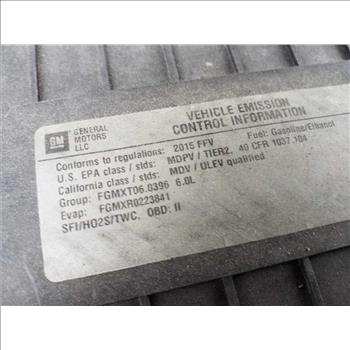 GM
GENERAL
MOTORS
LLC
VEHICLE EMISSION
CONTROL INFORMATION
Conforms to regulations: 2015 FFV Fuel: Gasoline/Ethanol
U.S. EPA class / stds: MDPV / TIER2, 40 CFR 1037.104
California class / stds: MDV / ULEV qualified
Group: FGMXT06.0396 6.0L
Evap: FGMXR0223841
SFI/HO2S/TWC, OBD: II